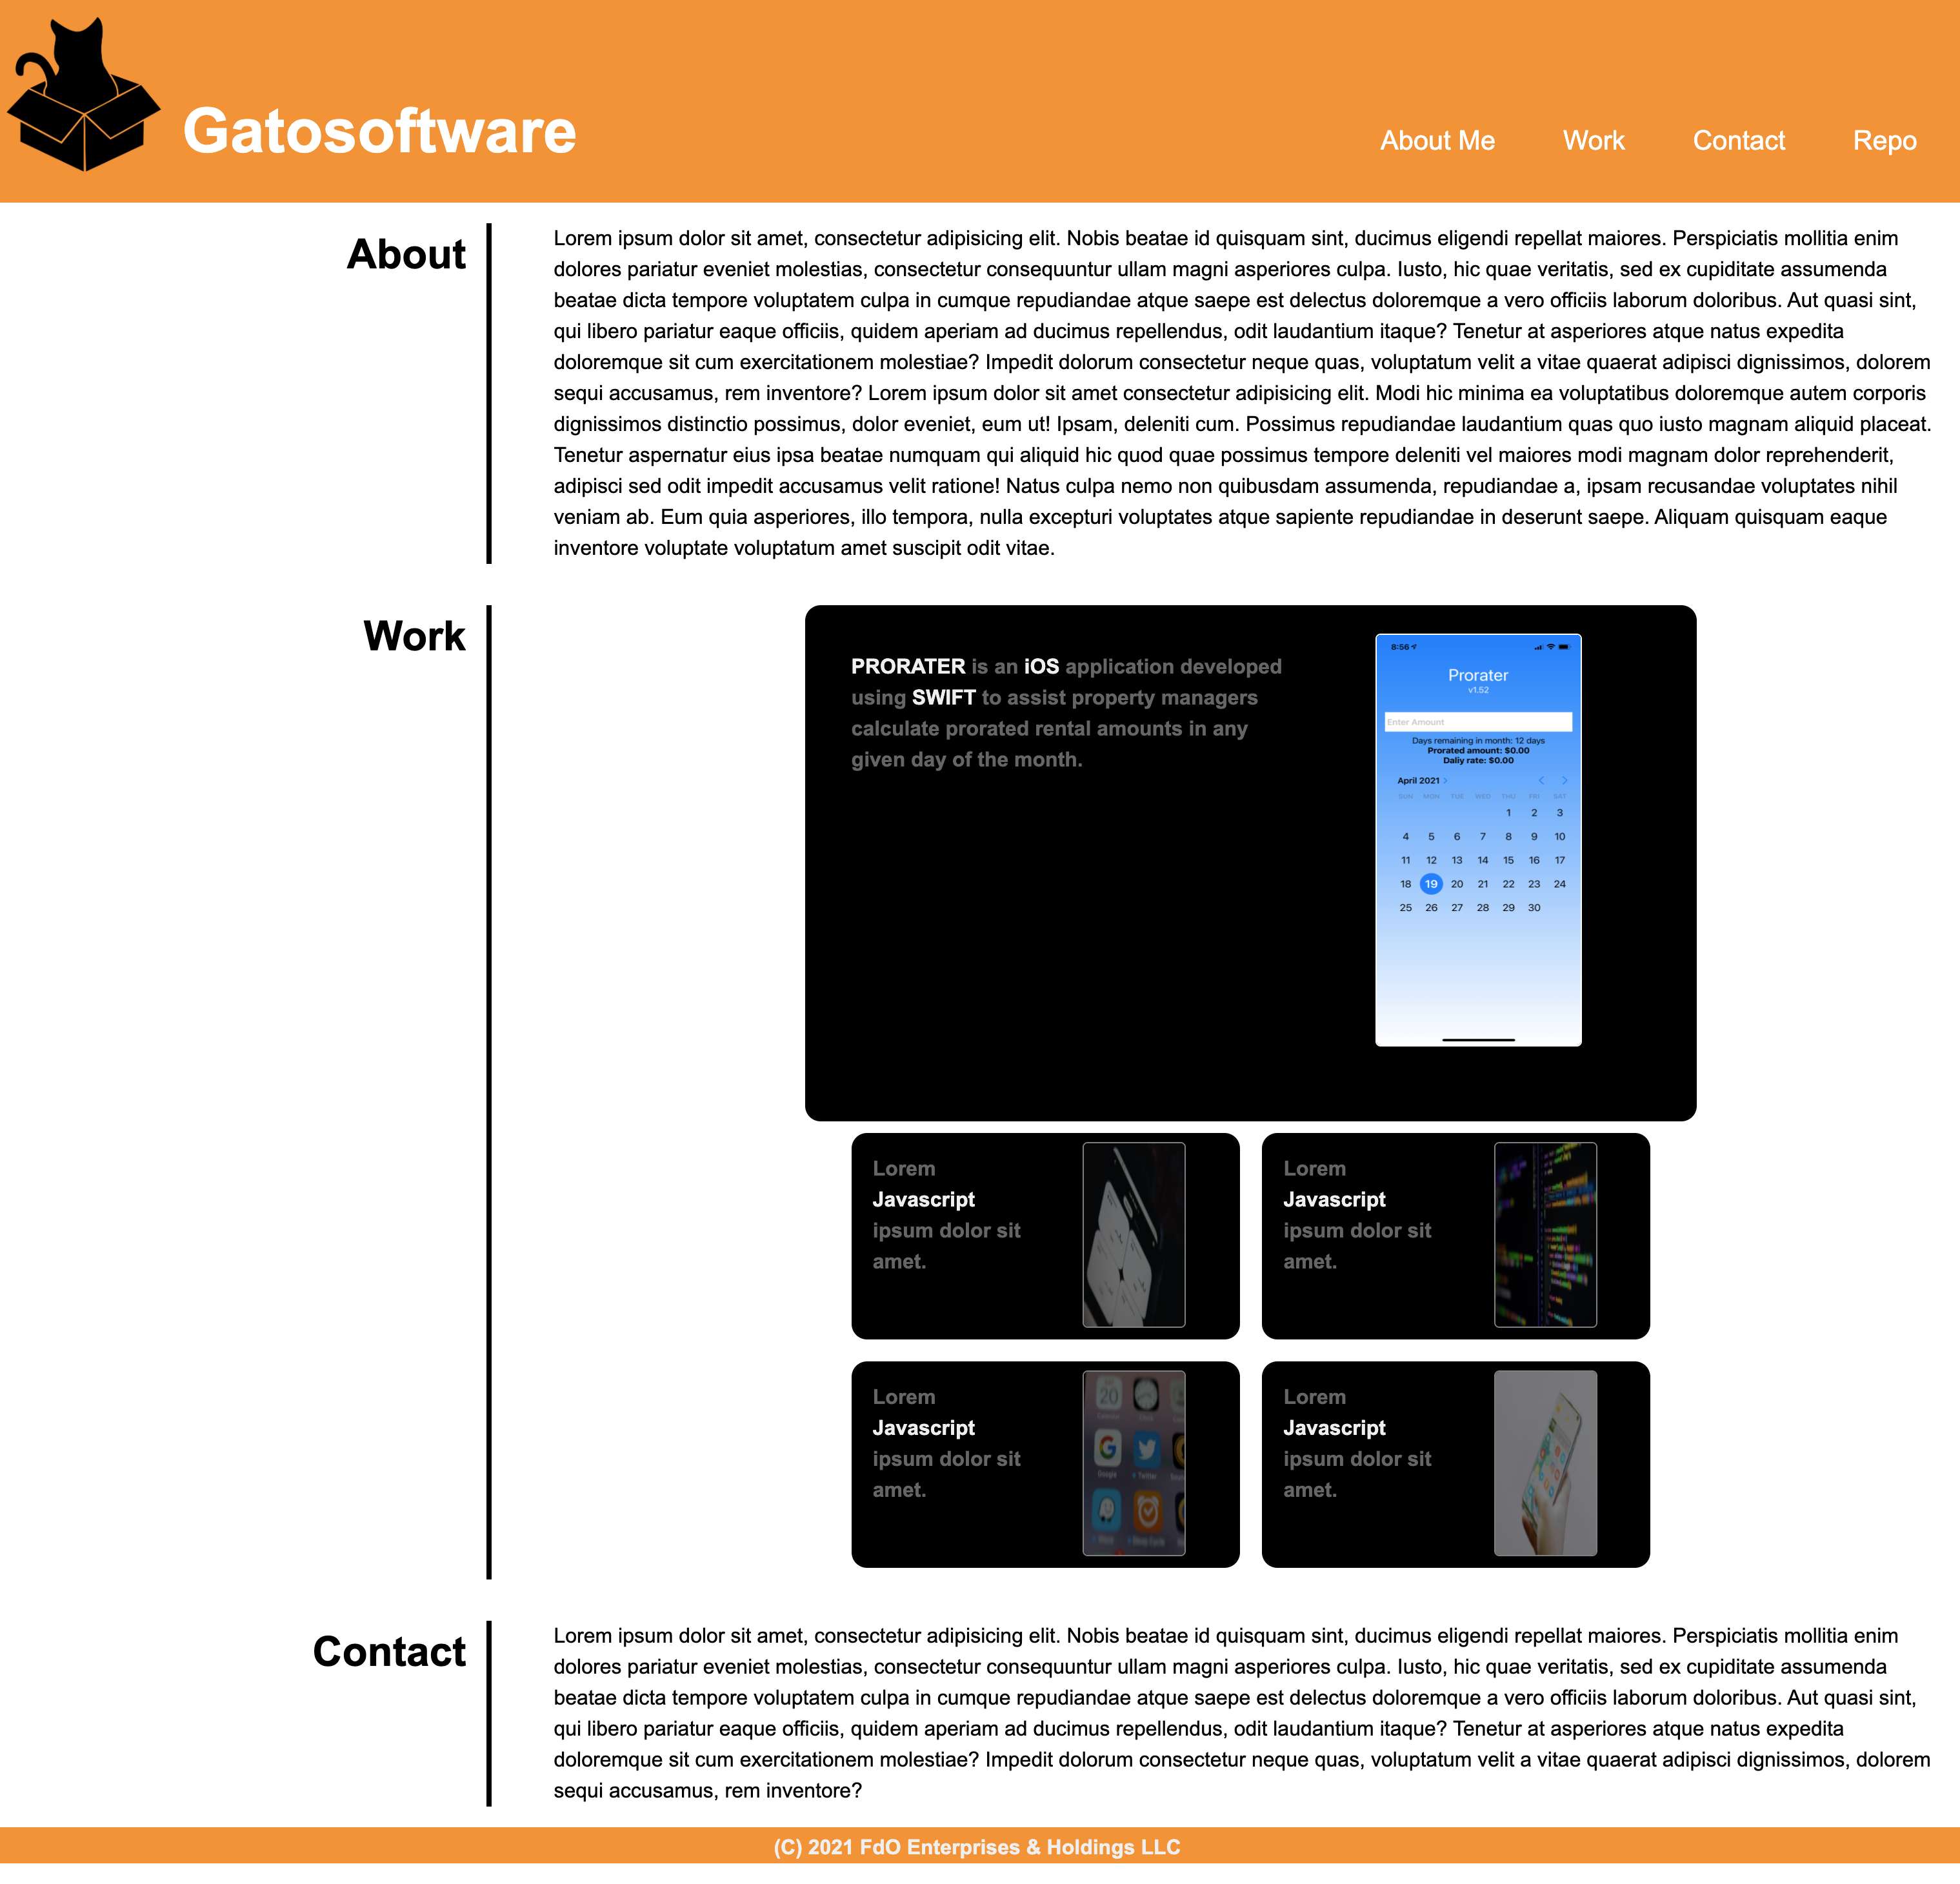 Gatosoftware
About Me Work Contact Repo
About
Lorem ipsum dolor sit amet, consectetur adipisicing elit. Nobis beatae id quisquam sint, ducimus eligendi repellat maiores. Perspiciatis mollitia enim
dolores pariatur eveniet molestias, consectetur consequuntur ullam magni asperiores culpa. Iusto, hic quae veritatis, sed ex cupiditate assumenda
beatae dicta tempore voluptatem culpa in cumque repudiandae atque saepe est delectus doloremque a vero officiis laborum doloribus. Aut quasi sint,
qui libero pariatur eaque officiis, quidem aperiam ad ducimus repellendus, odit laudantium itaque? Tenetur at asperiores atque natus expedita
doloremque sit cum exercitationem molestiae? Impedit dolorum consectetur neque quas, voluptatum velit a vitae quaerat adipisci dignissimos, dolorem
sequi accusamus, rem inventore? Lorem ipsum dolor sit amet consectetur adipisicing elit. Modi hic minima ea voluptatibus doloremque autem corporis
dignissimos distinctio possimus, dolor eveniet, eum ut! Ipsam, deleniti cum. Possimus repudiandae laudantium quas quo iusto magnam aliquid placeat.
Tenetur aspernatur eius ipsa beatae numquam qui aliquid hic quod quae possimus tempore deleniti vel maiores modi magnam dolor reprehenderit,
adipisci sed odit impedit accusamus velit ratione! Natus culpa nemo non quibusdam assumenda, repudiandae a, ipsam recusandae voluptates nihil
veniam ab. Eum quia asperiores, illo tempora, nulla excepturi voluptates atque sapiente repudiandae in deserunt saepe. Aliquam quisquam eaque
inventore voluptate voluptatum amet suscipit odit vitae.
Work
PRORATER is an iOS application developed
using SWIFT to assist property managers
calculate prorated rental amounts in any
given day of the month.
8:56
Prorater
v1.52
Enter Amount
Days remaining in month: 12 days
Prorated amount: $0.00
Daliy rate: $0.00
April 2021 >
SUN MON TUE WED THU FRI SAT
1 2 3
4 5 6 7 8 9 10
11 12 13 14 15 16 17
18 19 20 21 22 23 24
25 26 27 28 29 30
Lorem
Javascript
ipsum dolor sit
amet.
Lorem
Javascript
ipsum dolor sit
amet.
Lorem
Javascript
ipsum dolor sit
amet.
20
Calendar Clock
Google Twitter
Waze
Lorem
Javascript
ipsum dolor sit
amet.
Contact
Lorem ipsum dolor sit amet, consectetur adipisicing elit. Nobis beatae id quisquam sint, ducimus eligendi repellat maiores. Perspiciatis mollitia enim
dolores pariatur eveniet molestias, consectetur consequuntur ullam magni asperiores culpa. Iusto, hic quae veritatis, sed ex cupiditate assumenda
beatae dicta tempore voluptatem culpa in cumque repudiandae atque saepe est delectus doloremque a vero officiis laborum doloribus. Aut quasi sint,
qui libero pariatur eaque officiis, quidem aperiam ad ducimus repellendus, odit laudantium itaque? Tenetur at asperiores atque natus expedita
doloremque sit cum exercitationem molestiae? Impedit dolorum consectetur neque quas, voluptatum velit a vitae quaerat adipisci dignissimos, dolorem
sequi accusamus, rem inventore?
(C) 2021 FdO Enterprises & Holdings LLC